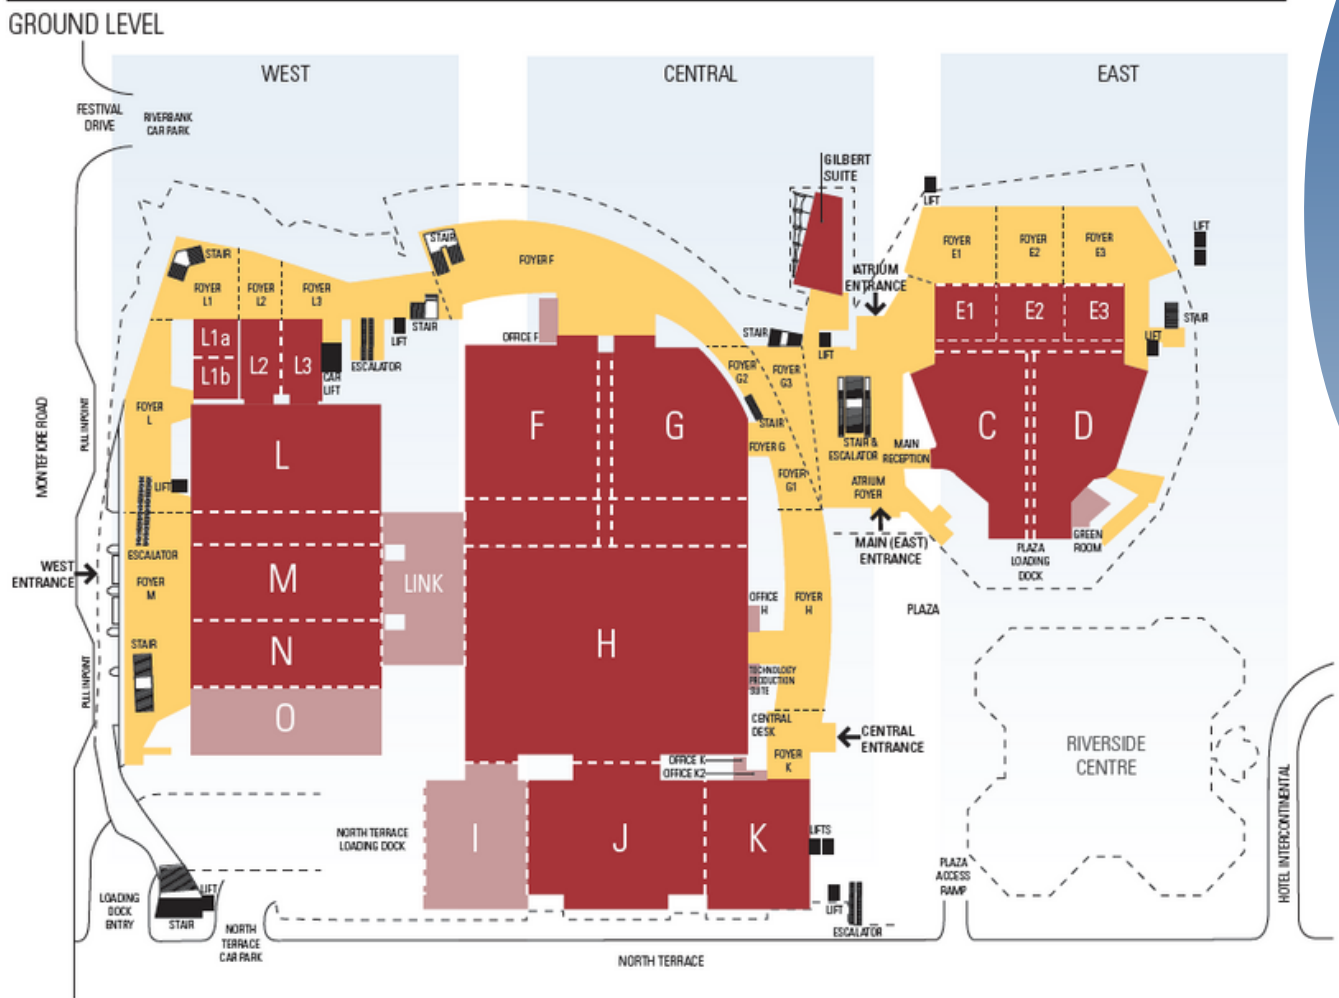 GROUND LEVEL
WEST
CENTRAL
EAST
FESTIVAL
DRIVE
RIVERBANK
CAR PARK
GILBERT
SUITE
LIFT
LIFT
STAIR
STAIR
FOYER F
FOYER
E1
FOYER
E2
FOYER
E3
ATRIUM
ENTRANCE
FOYER
L1
FOYER
L2
FOYER
L3
STAIR
LIFT
ESCALATOR
CAR
LIFT
OFFICE F
STAIR
LIFT
E1
E2
E3
STAIR
LIFT
L1a
L1b
L2
L3
FOYER
G2
FOYER
G3
STAIR
FOYER G
FOYER
G1
STAIR &
ESCALATOR
MAIN
RECEPTION
ATRIUM
FOYER
F
G
C
D
MONTEFIORE ROAD
PULL IN POINT
FOYER
L
L
LIFT
ESCALATOR
WEST
ENTRANCE
FOYER
M
M
LINK
MAIN (EAST)
ENTRANCE
PLAZA
LOADING
DOCK
GREEN
ROOM
OFFICE
H
FOYER
H
PLAZA
STAIR
PULL IN POINT
N
H
TECHNOLOGY
PRODUCTION
SUITE
O
CENTRAL
DESK
CENTRAL
ENTRANCE
FOYER
K
OFFICE K
OFFICE K2
RIVERSIDE
CENTRE
HOTEL INTERCONTINENTAL
NORTH TERRACE
LOADING DOCK
I
J
K
LIFTS
PLAZA
ACCESS
RAMP
LIFT
ESCALATOR
LOADING
DOCK
ENTRY
LIFT
STAIR
NORTH
TERRACE
CAR PARK
NORTH TERRACE